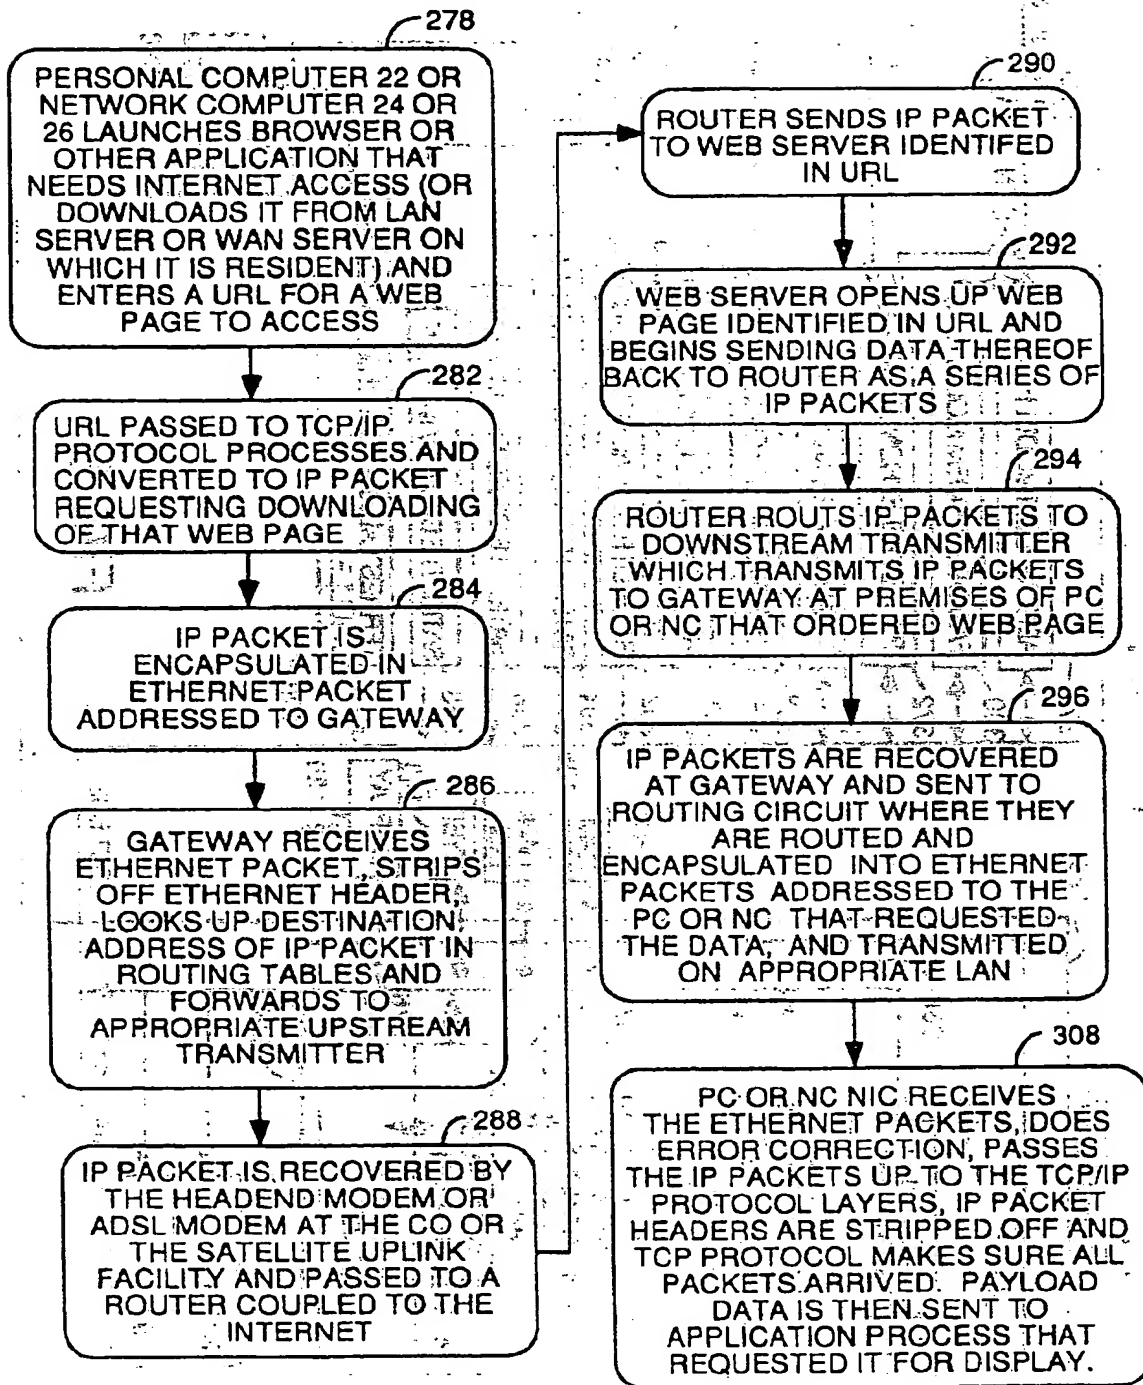 278
PERSONAL COMPUTER 22 OR
NETWORK COMPUTER 24 OR
26 LAUNCHES BROWSER OR
OTHER APPLICATION THAT
NEEDS INTERNET ACCESS (OR
DOWNLOADS IT FROM LAN
SERVER OR WAN SERVER ON
WHICH IT IS RESIDENT) AND
ENTERS A URL FOR A WEB
PAGE TO ACCESS
282
URL PASSED TO TCP/IP
PROTOCOL PROCESSES AND
CONVERTED TO IP PACKET
REQUESTING DOWNLOADING
OF THAT WEB PAGE
284
IP PACKET IS
ENCAPSULATED IN
ETHERNET PACKET
ADDRESSED TO GATEWAY
286
GATEWAY RECEIVES
ETHERNET PACKET, STRIPS
OFF ETHERNET HEADER,
LOOKS UP DESTINATION
ADDRESS OF IP PACKET IN
ROUTING TABLES AND
FORWARDS TO
APPROPRIATE UPSTREAM
TRANSMITTER
288
IP PACKET IS RECOVERED BY
THE HEADEND MODEM OR
ADSL MODEM AT THE CO OR
THE SATELLITE UPLINK
FACILITY AND PASSED TO A
ROUTER COUPLED TO THE
INTERNET
290
ROUTER SENDS IP PACKET
TO WEB SERVER IDENTIFED
IN URL
292
WEB SERVER OPENS UP WEB
PAGE IDENTIFIED IN URL AND
BEGINS SENDING DATA THEREOF
BACK TO ROUTER AS A SERIES OF
IP PACKETS
294
ROUTER ROUTS IP PACKETS TO
DOWNSTREAM TRANSMITTER
WHICH TRANSMITS IP PACKETS
TO GATEWAY AT PREMISES OF PC
OR NC THAT ORDERED WEB PAGE
296
IP PACKETS ARE RECOVERED
AT GATEWAY AND SENT TO
ROUTING CIRCUIT WHERE THEY
ARE ROUTED AND
ENCAPSULATED INTO ETHERNET
PACKETS ADDRESSED TO THE
PC OR NC THAT REQUESTED
THE DATA, AND TRANSMITTED
ON APPROPRIATE LAN
308
PC OR NC NIC RECEIVES
THE ETHERNET PACKETS, DOES
ERROR CORRECTION, PASSES
THE IP PACKETS UP TO THE TCP/IP
PROTOCOL LAYERS, IP PACKET
HEADERS ARE STRIPPED OFF AND
TCP PROTOCOL MAKES SURE ALL
PACKETS ARRIVED. PAYLOAD
DATA IS THEN SENT TO
APPLICATION PROCESS THAT
REQUESTED IT FOR DISPLAY.